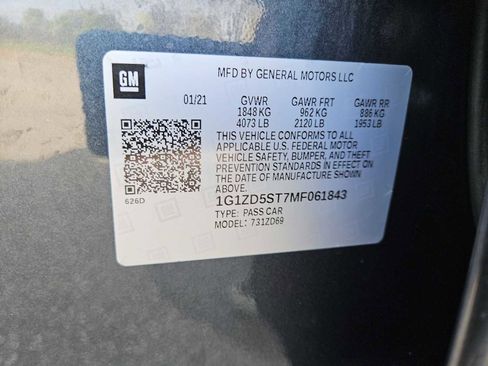 GM
MFD BY GENERAL MOTORS LLC
01/21 GVWR GAWR FRT GAWR RR
1848 KG 962 KG 886 KG
4073 LB 2120 LB 1953 LB
THIS VEHICLE CONFORMS TO ALL
APPLICABLE U.S. FEDERAL MOTOR
VEHICLE SAFETY, BUMPER, AND THEFT
PREVENTION STANDARDS IN EFFECT ON
THE DATE OF MANUFACTURE SHOWN ABOVE.
626D
1G1ZD5ST7MF061843
TYPE: PASS CAR
MODEL: 731ZD69